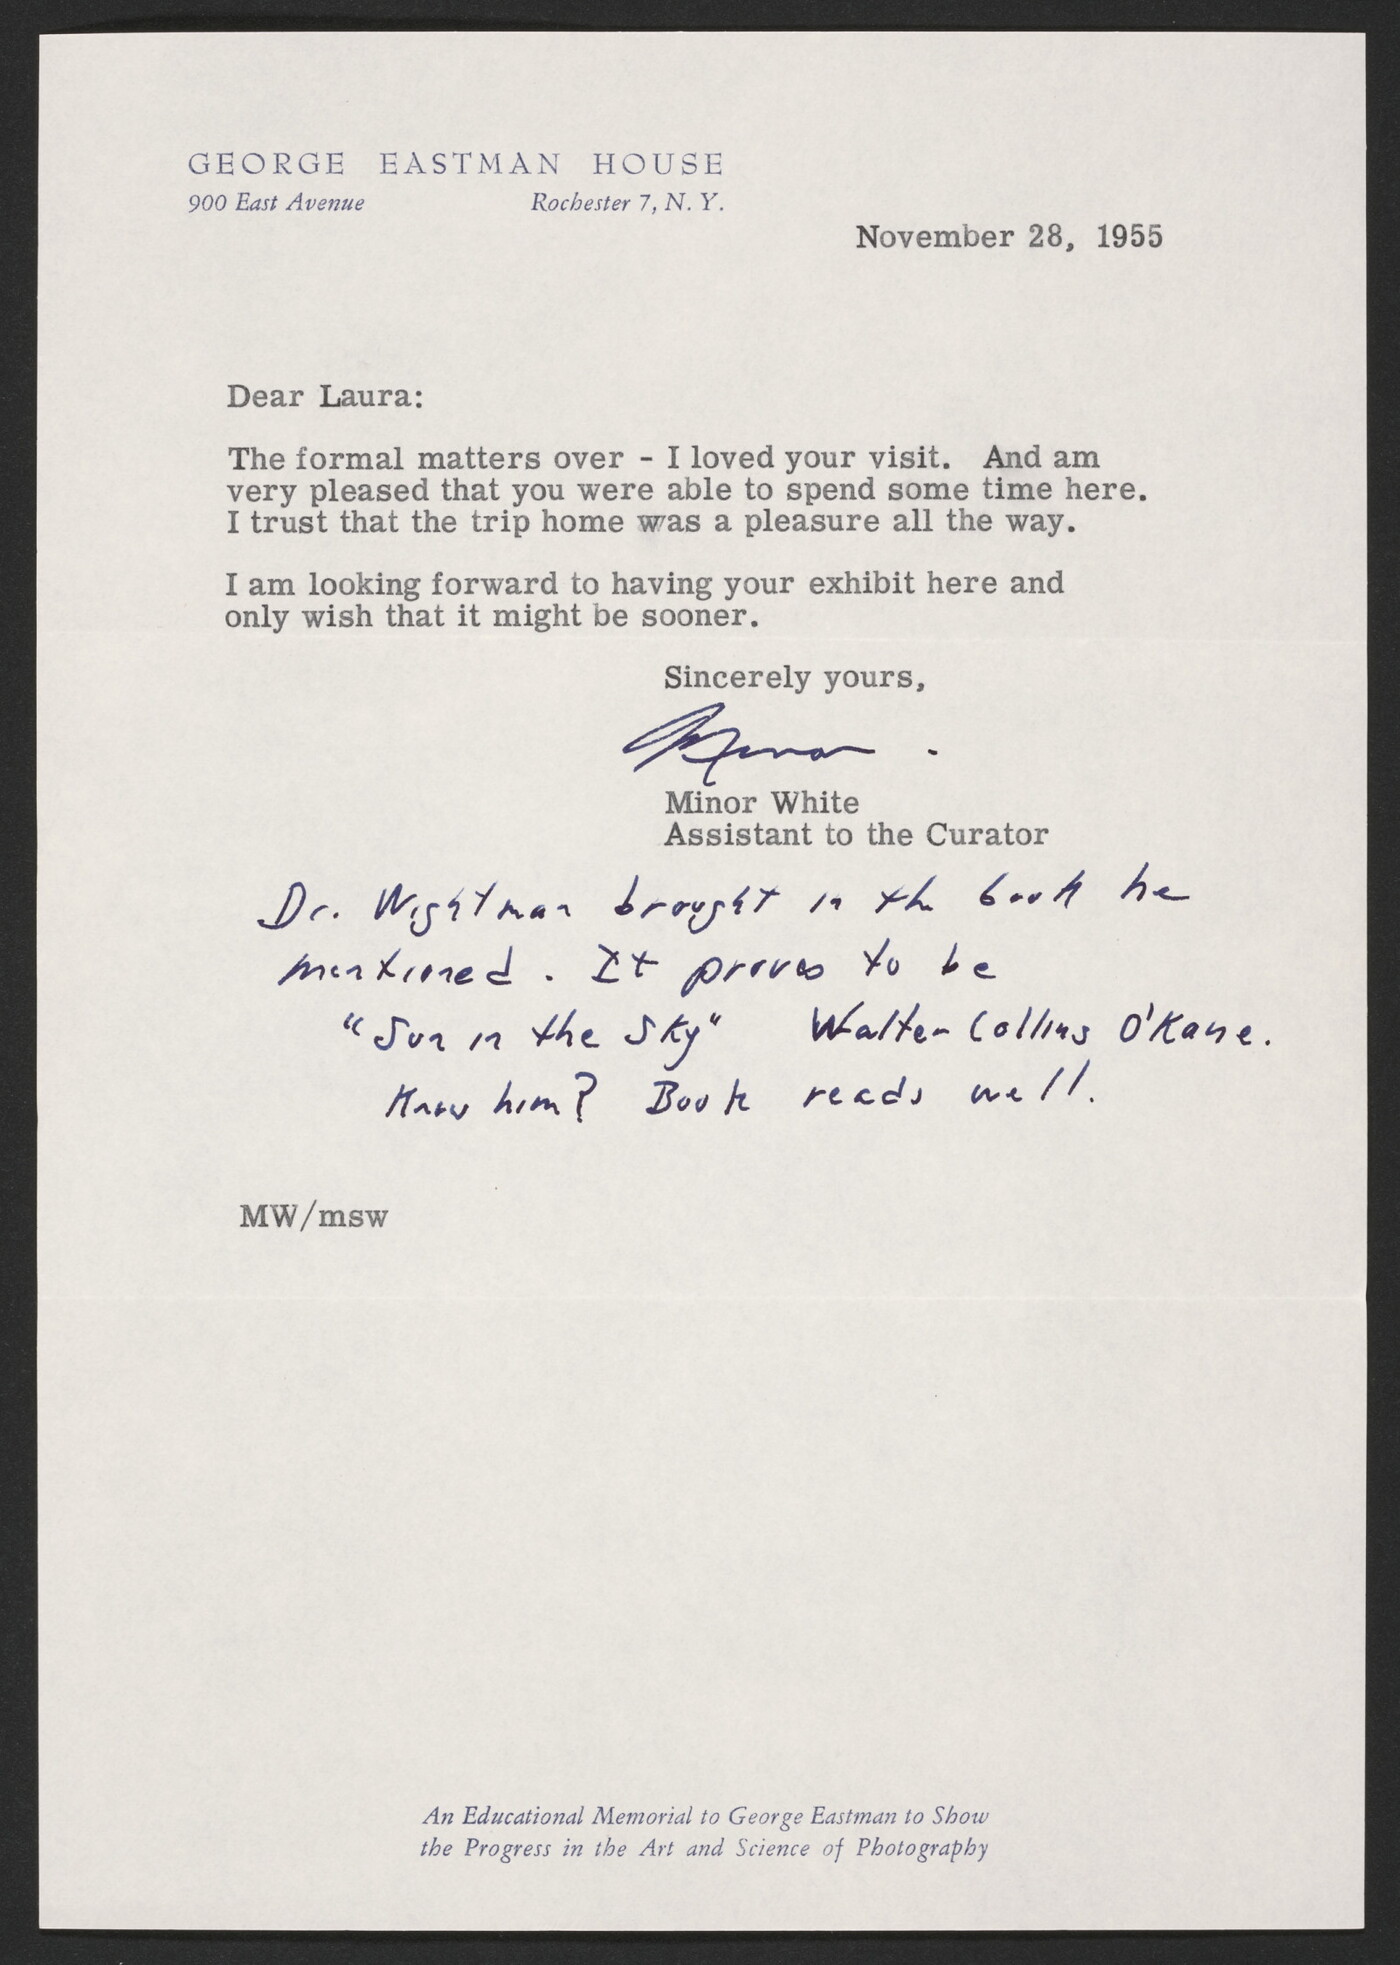 GEORGE EASTMAN HOUSE
900 East Avenue Rochester 7, N. Y.
November 28, 1955
Dear Laura:
The formal matters over - I loved your visit. And am
very pleased that you were able to spend some time here.
I trust that the trip home was a pleasure all the way.
I am looking forward to having your exhibit here and
only wish that it might be sooner.
Sincerely yours,
Minor
Minor White
Assistant to the Curator
Dr. Wightman brought in the book he
mentioned. It proves to be
"Sun in the Sky" Walter Collins O'Kane.
Know him? Book reads well.
MW/msw
An Educational Memorial to George Eastman to Show
the Progress in the Art and Science of Photography